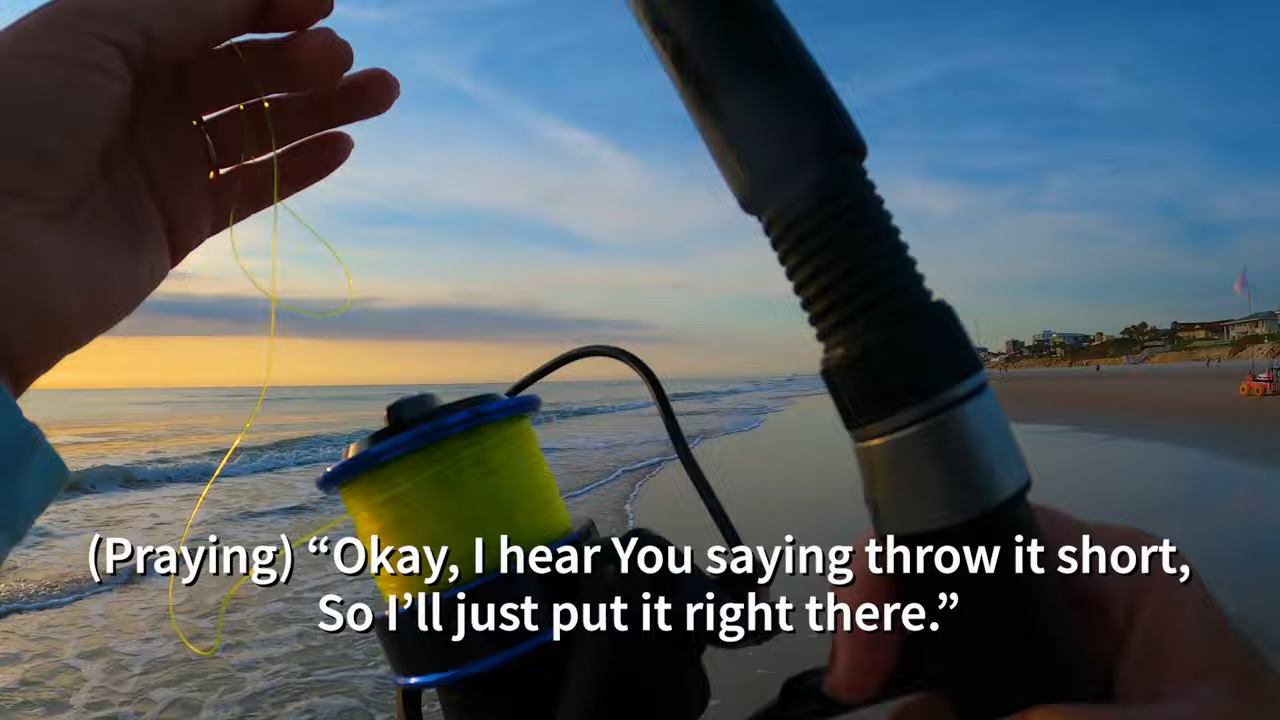 (Praying) “Okay, I hear You saying throw it short,
So I’ll just put it right there.”